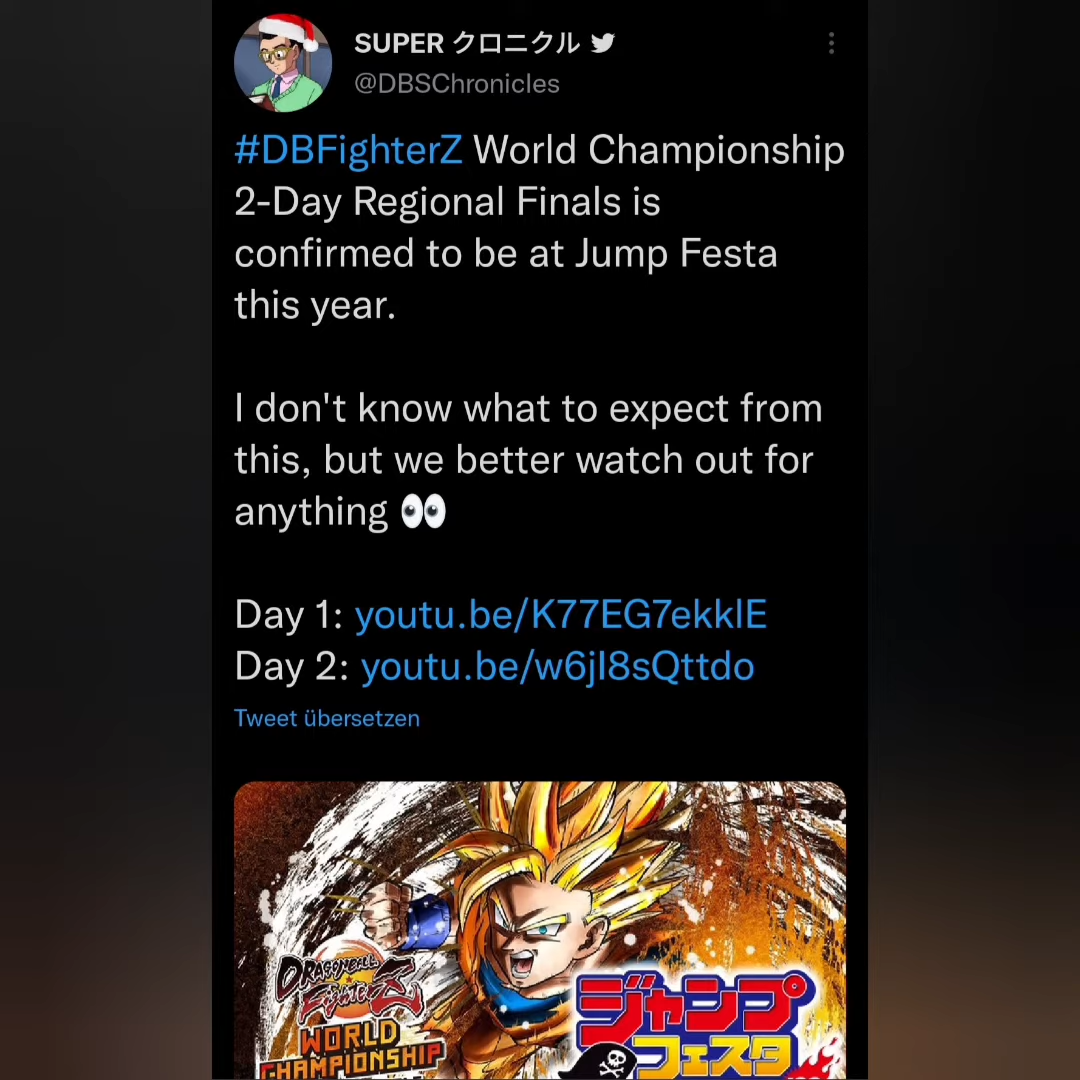 SUPER クロニクル
@DBSChronicles
#DBFighterZ World Championship
2-Day Regional Finals is
confirmed to be at Jump Festa
this year.
I don't know what to expect from
this, but we better watch out for
anything 👀
Day 1: youtu.be/K77EG7ekklE
Day 2: youtu.be/w6jl8sQttdo
Tweet übersetzen
DRAGONBALL
FighterZ
WORLD
CHAMPIONSHIP
ジャンプ
フェスタ